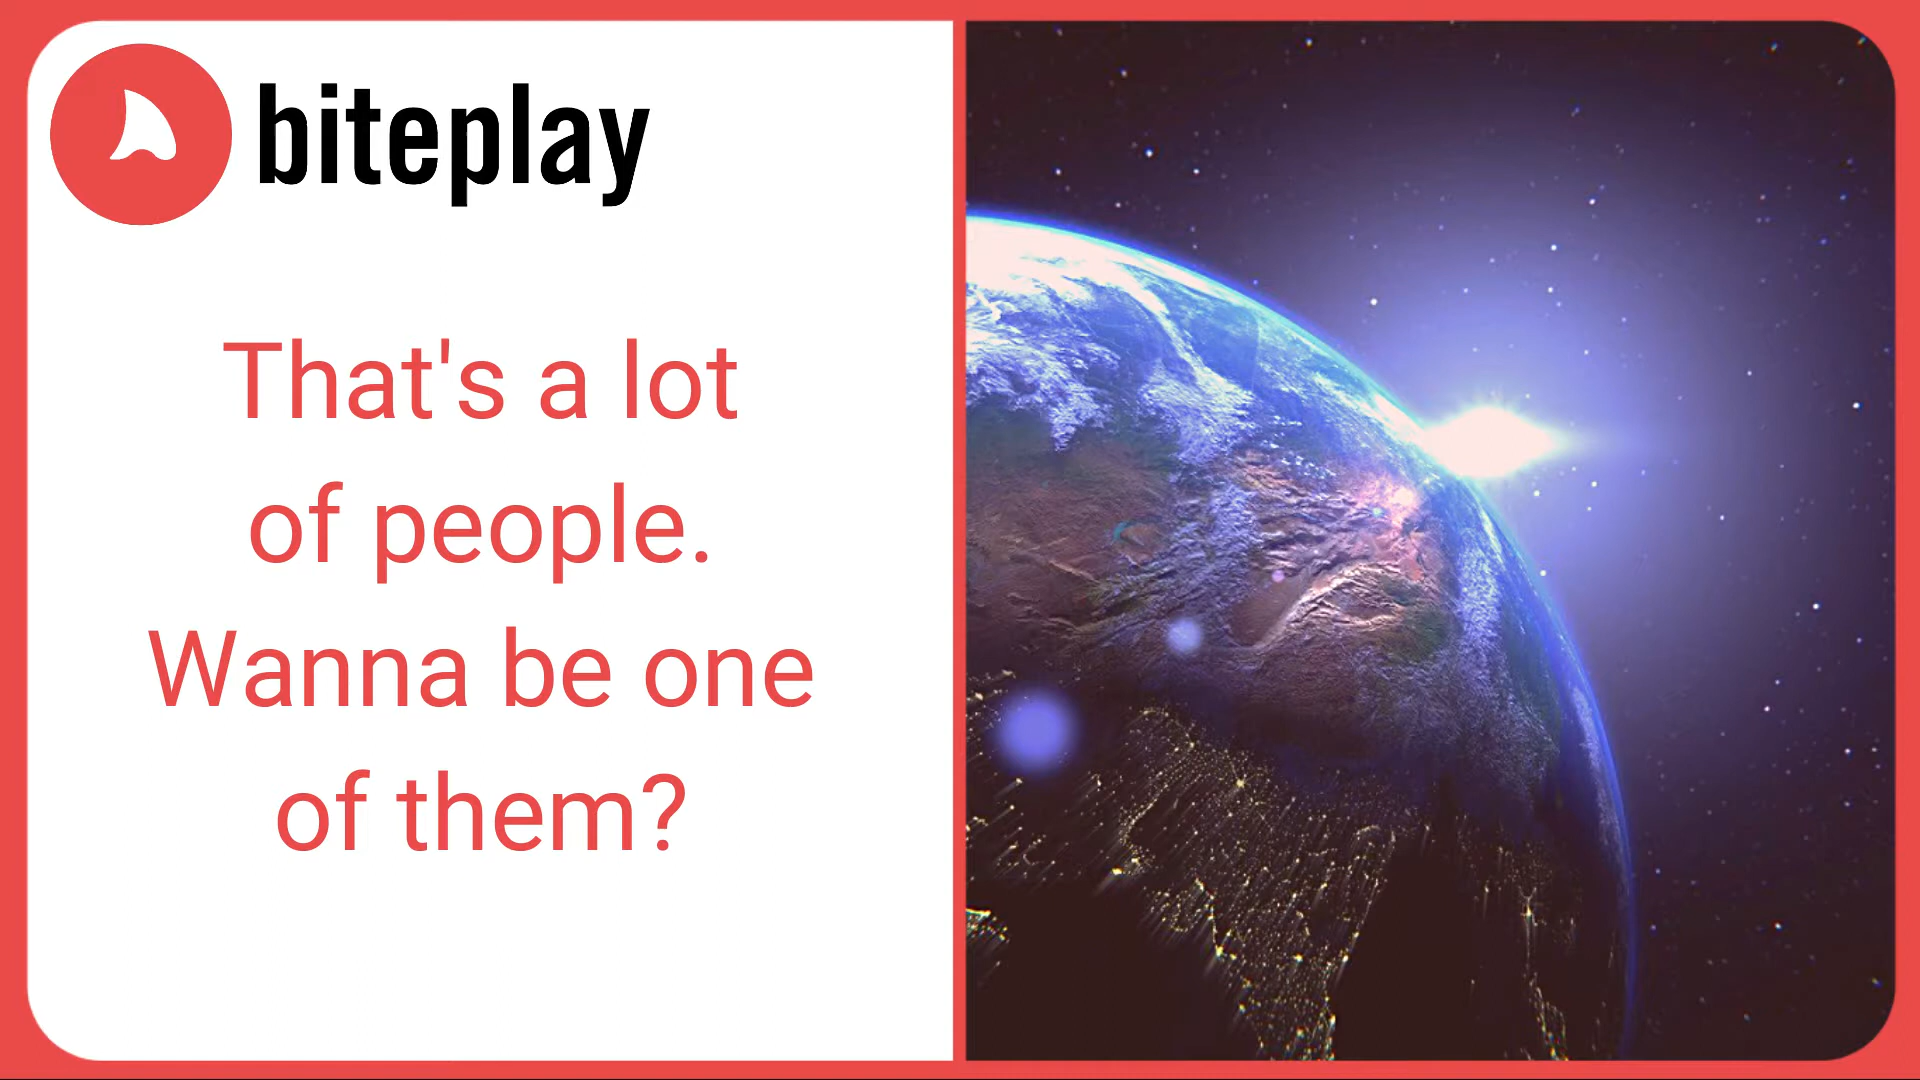 biteplay
That's a lot
of people.
Wanna be one
of them?